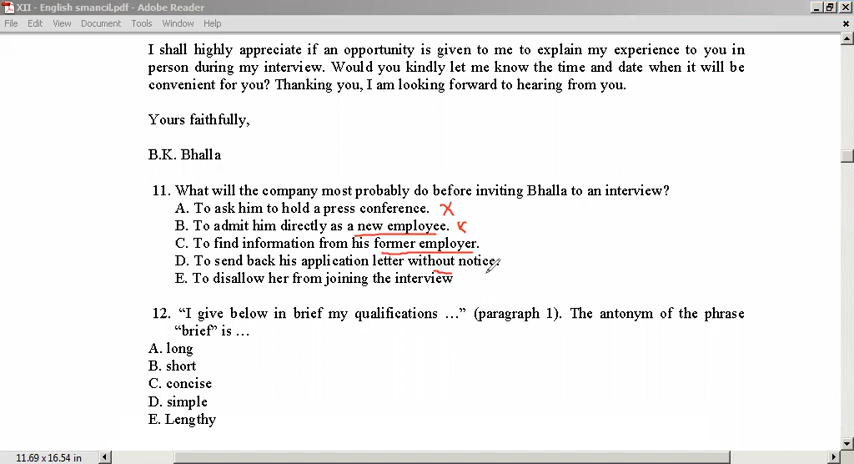 XII - English smancil.pdf - Adobe Reader
File Edit View Document Tools Window Help
I shall highly appreciate if an opportunity is given to me to explain my experience to you in
person during my interview. Would you kindly let me know the time and date when it will be
convenient for you? Thanking you, I am looking forward to hearing from you.
Yours faithfully,
B.K. Bhalla
11. What will the company most probably do before inviting Bhalla to an interview?
A. To ask him to hold a press conference. X
B. To admit him directly as a new employee. x
C. To find information from his former employer.
D. To send back his application letter without notice.
E. To disallow her from joining the interview
12. “I give below in brief my qualifications …” (paragraph 1). The antonym of the phrase
“brief” is …
A. long
B. short
C. concise
D. simple
E. Lengthy
11.69 x 16.54 in